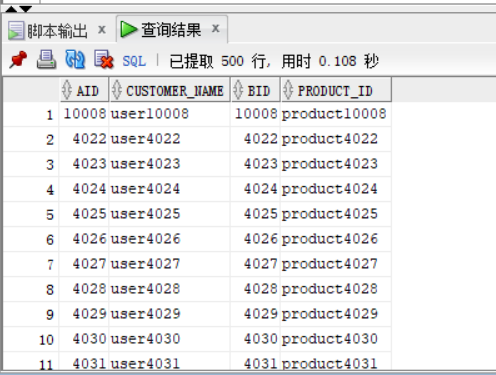 脚本输出 × 查询结果 ×
SQL | 已提取 500 行, 用时 0.108 秒
AID CUSTOMER_NAME BID PRODUCT_ID
1 10008 user10008 10008 product10008
2 4022 user4022 4022 product4022
3 4023 user4023 4023 product4023
4 4024 user4024 4024 product4024
5 4025 user4025 4025 product4025
6 4026 user4026 4026 product4026
7 4027 user4027 4027 product4027
8 4028 user4028 4028 product4028
9 4029 user4029 4029 product4029
10 4030 user4030 4030 product4030
11 4031 user4031 4031 product4031